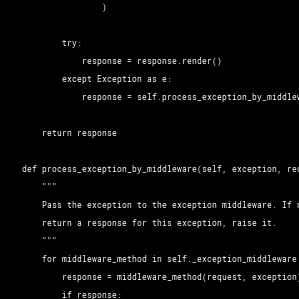 )
try:
response = response.render()
except Exception as e:
response = self.process_exception_by_middlew
return response
def process_exception_by_middleware(self, exception, req
"""
Pass the exception to the exception middleware. If
return a response for this exception, raise it.
"""
for middleware_method in self._exception_middleware
response = middleware_method(request, exception)
if response: